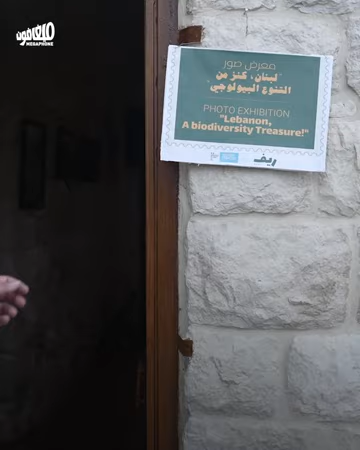 ميغافون
MEGAPHONE
معرض صور
"لبنان، كنز من
التنوع البيولوجي"
PHOTO EXHIBITION
"Lebanon,
A biodiversity Treasure!"
ريف